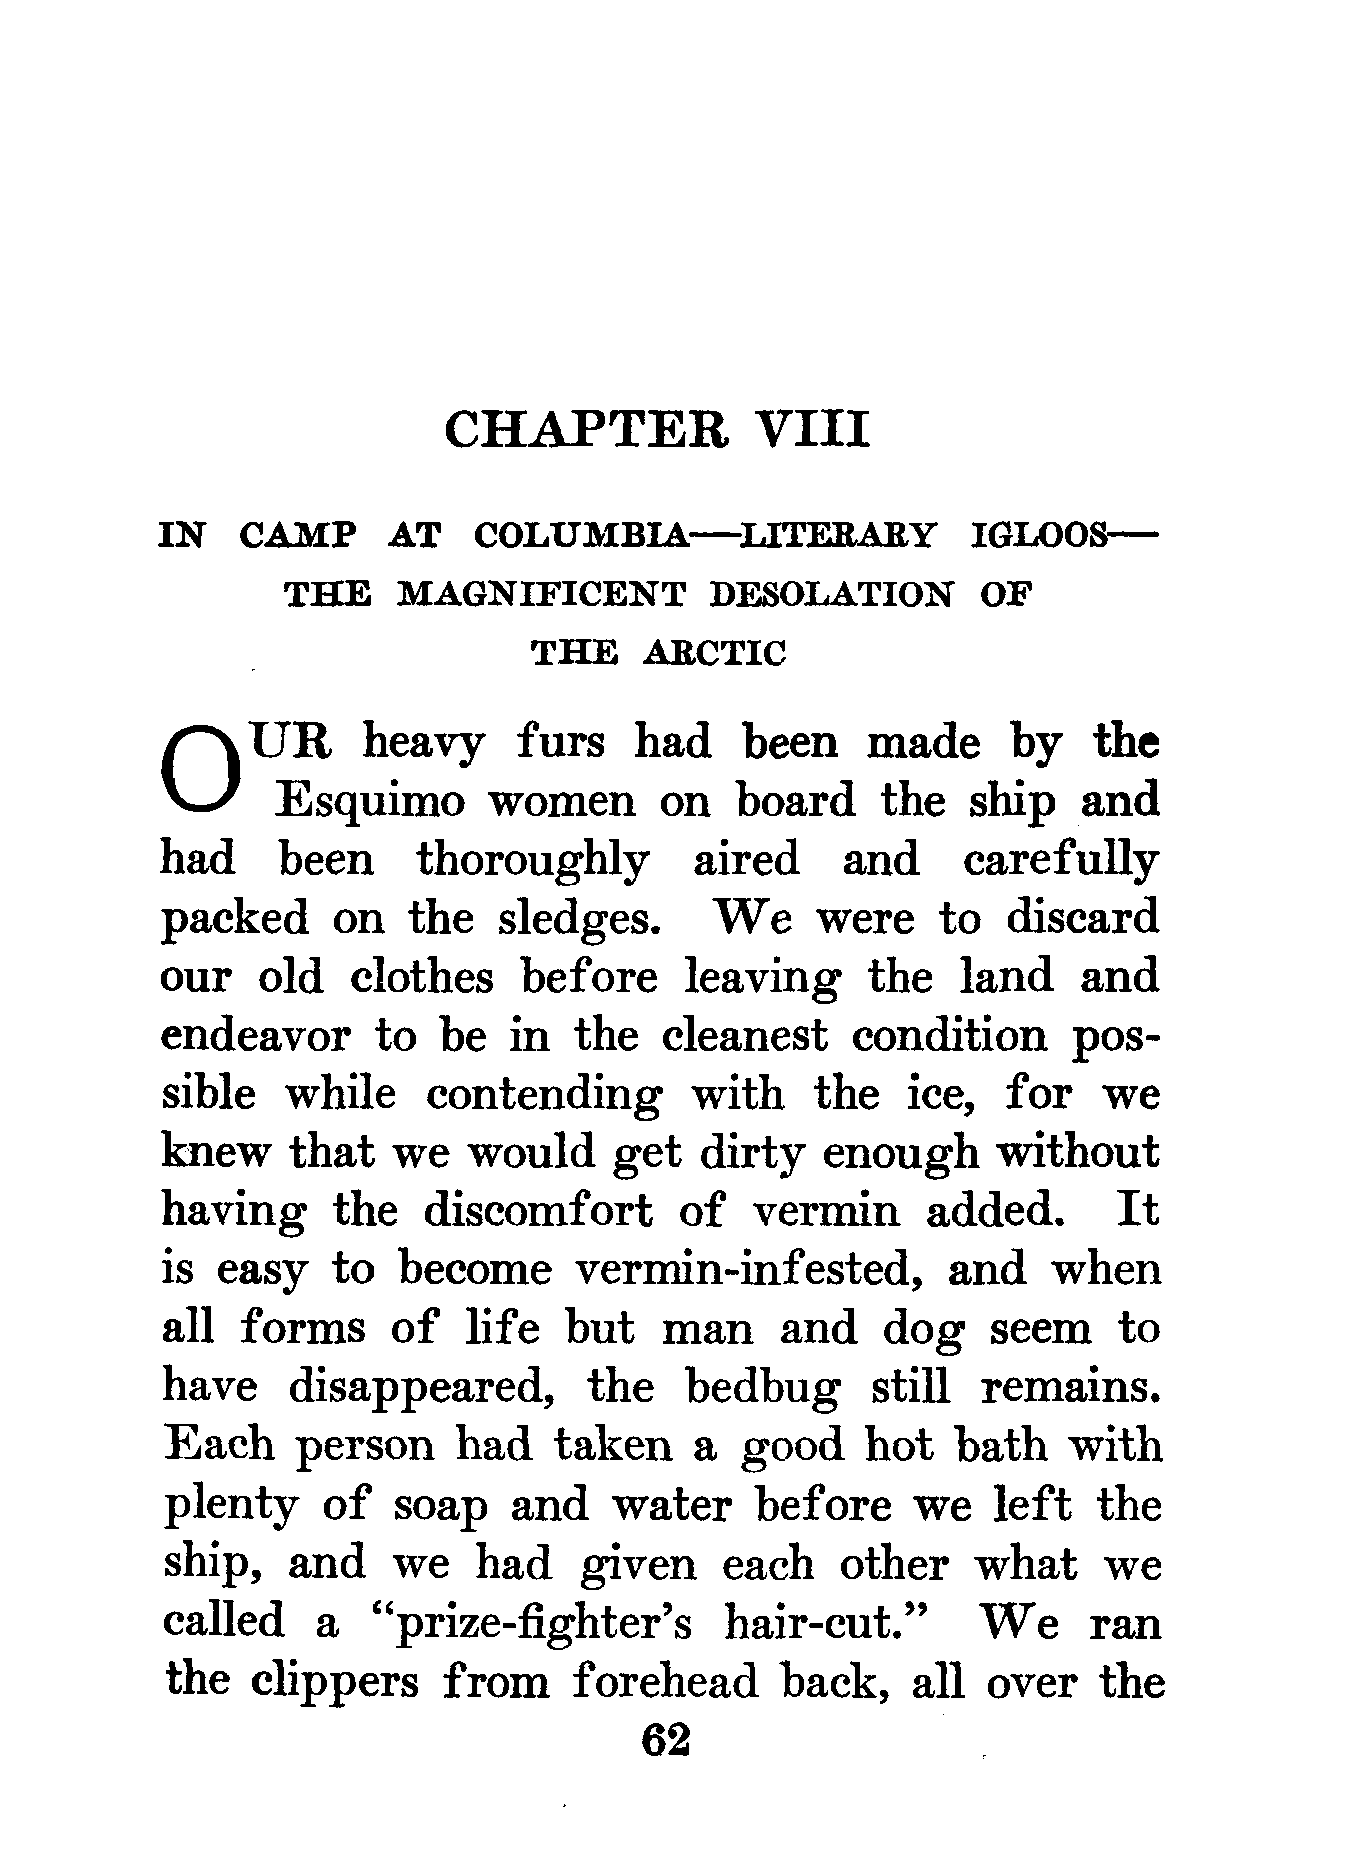 CHAPTER VIII
IN CAMP AT COLUMBIA—LITERARY IGLOOS—
THE MAGNIFICENT DESOLATION OF
THE ARCTIC
OUR heavy furs had been made by the
Esquimo women on board the ship and
had been thoroughly aired and carefully
packed on the sledges. We were to discard
our old clothes before leaving the land and
endeavor to be in the cleanest condition pos-
sible while contending with the ice, for we
knew that we would get dirty enough without
having the discomfort of vermin added. It
is easy to become vermin-infested, and when
all forms of life but man and dog seem to
have disappeared, the bedbug still remains.
Each person had taken a good hot bath with
plenty of soap and water before we left the
ship, and we had given each other what we
called a “prize-fighter’s hair-cut.” We ran
the clippers from forehead back, all over the
62